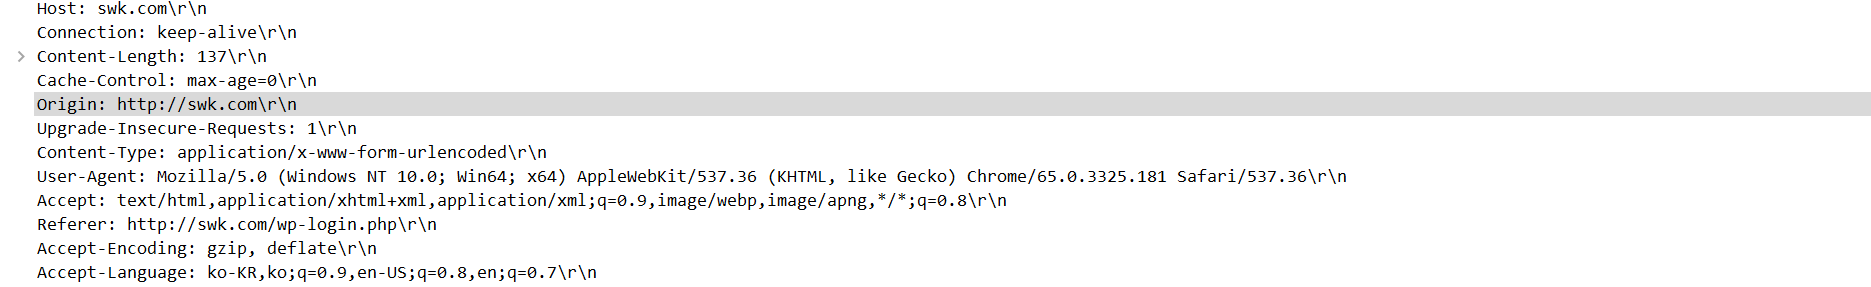 Host: swk.com\r\n
Connection: keep-alive\r\n
Content-Length: 137\r\n
Cache-Control: max-age=0\r\n
Origin: http://swk.com\r\n
Upgrade-Insecure-Requests: 1\r\n
Content-Type: application/x-www-form-urlencoded\r\n
User-Agent: Mozilla/5.0 (Windows NT 10.0; Win64; x64) AppleWebKit/537.36 (KHTML, like Gecko) Chrome/65.0.3325.181 Safari/537.36\r\n
Accept: text/html,application/xhtml+xml,application/xml;q=0.9,image/webp,image/apng,*/*;q=0.8\r\n
Referer: http://swk.com/wp-login.php\r\n
Accept-Encoding: gzip, deflate\r\n
Accept-Language: ko-KR,ko;q=0.9,en-US;q=0.8,en;q=0.7\r\n